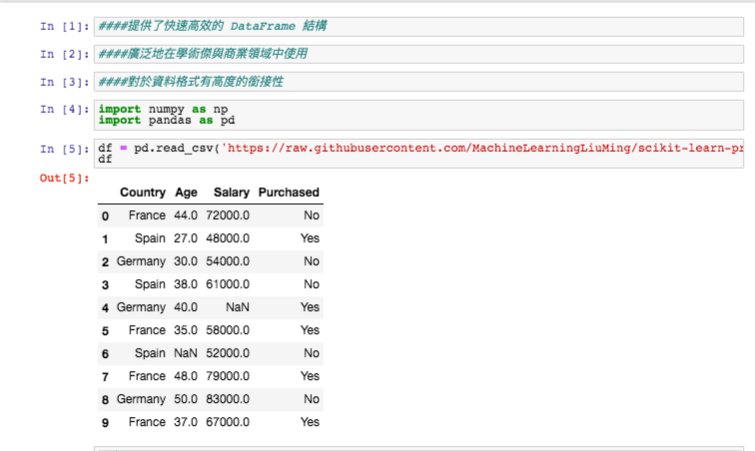 In [1]: ####提供了快速高效的 DataFrame 結構
In [2]: ####廣泛地在學術傑與商業領域中使用
In [3]: ####對於資料格式有高度的銜接性
In [4]: import numpy as np
import pandas as pd
In [5]: df = pd.read_csv('https://raw.githubusercontent.com/MachineLearningLiuMing/scikit-learn-pr
df
Out[5]:
Country Age Salary Purchased
0 France 44.0 72000.0 No
1 Spain 27.0 48000.0 Yes
2 Germany 30.0 54000.0 No
3 Spain 38.0 61000.0 No
4 Germany 40.0 NaN Yes
5 France 35.0 58000.0 Yes
6 Spain NaN 52000.0 No
7 France 48.0 79000.0 Yes
8 Germany 50.0 83000.0 No
9 France 37.0 67000.0 Yes